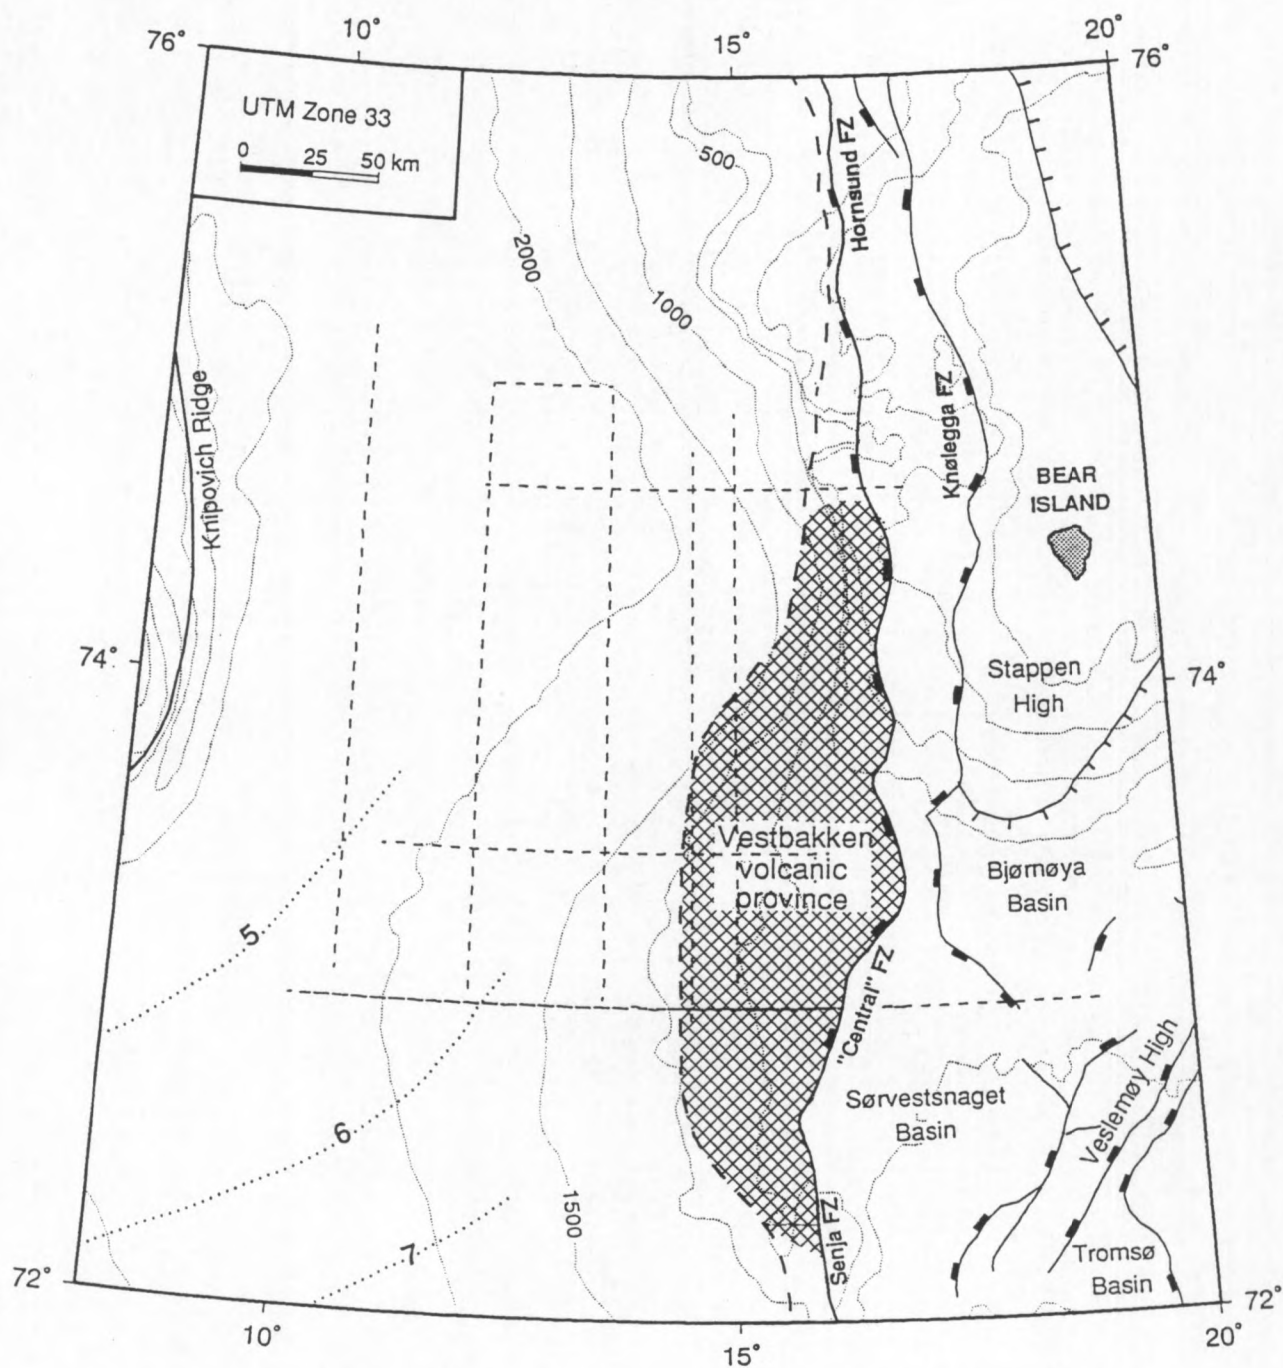 10°
15°
20°
76°
76°
UTM Zone 33
0 25 50 km
500
2000
1000
Hornsund FZ
Knølegga FZ
Knipovich Ridge
BEAR
ISLAND
74°
74°
Stappen
High
Vestbakken
volcanic
province
Bjørnøya
Basin
5
"Central" FZ
6
Sørvestsnaget
Basin
Veslemøy High
1500
7
Senja FZ
Tromsø
Basin
72°
72°
10°
15°
20°